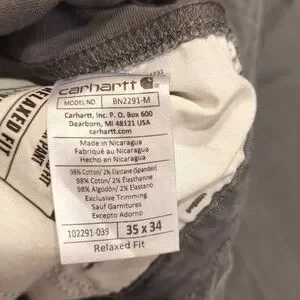 carhartt
MODEL NO. BN2291-M
Carhartt, Inc. P.O. Box 600
Dearborn, MI 48121 USA
carhartt.com
Made in Nicaragua
Fabriqué au Nicaragua
Hecho en Nicaragua
98% Cotton/ 2% Elastane (Spandex)
98% Cotton/ 2% Élasthanne
98% Algodón/ 2% Elastano
Exclusive Trimming
Sauf Garnitures
Excepto Adorno
102291-039 35 x 34
Relaxed Fit
RELAXED FIT